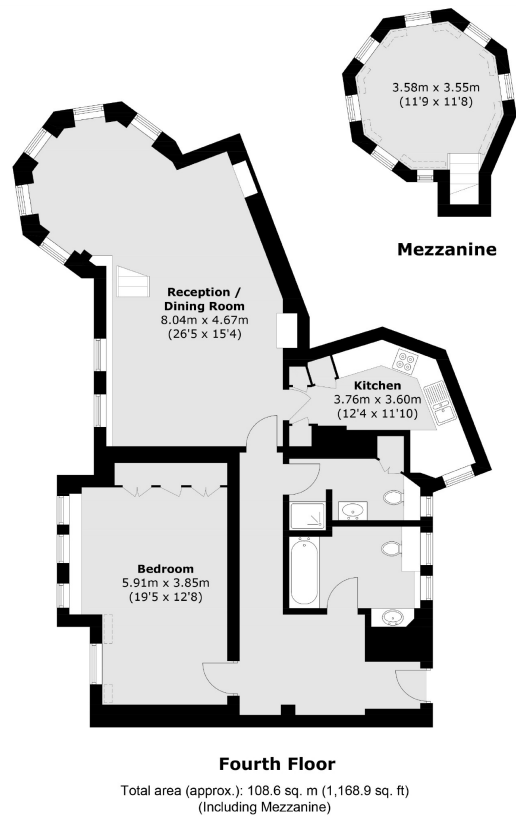 3.58m x 3.55m
(11'9 x 11'8)
Mezzanine
Reception /
Dining Room
8.04m x 4.67m
(26'5 x 15'4)
Kitchen
3.76m x 3.60m
(12'4 x 11'10)
Bedroom
5.91m x 3.85m
(19'5 x 12'8)
Fourth Floor
Total area (approx.): 108.6 sq. m (1,168.9 sq. ft)
(Including Mezzanine)